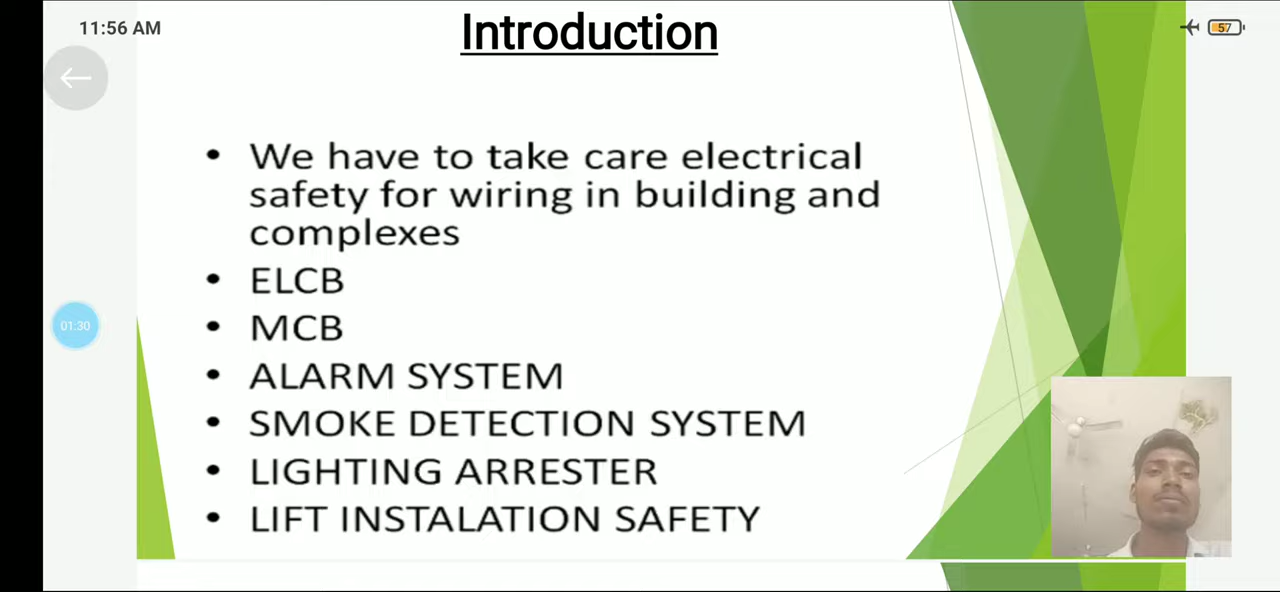 11:56 AM
57
Introduction
• We have to take care electrical
safety for wiring in building and
complexes
• ELCB
• MCB
01:30
• ALARM SYSTEM
• SMOKE DETECTION SYSTEM
• LIGHTING ARRESTER
• LIFT INSTALATION SAFETY